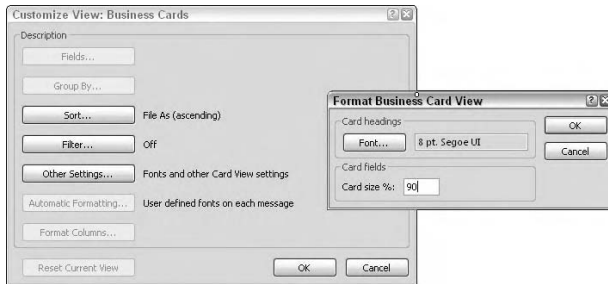 Customize View: Business Cards
Description
Fields...
Group By...
Sort... File As (ascending)
Filter... Off
Other Settings... Fonts and other Card View settings
Automatic Formatting... User defined fonts on each message
Format Columns...
Reset Current View OK Cancel
Format Business Card View
Card headings
Font... 8 pt. Segoe UI
Card fields
Card size %: 90
OK
Cancel